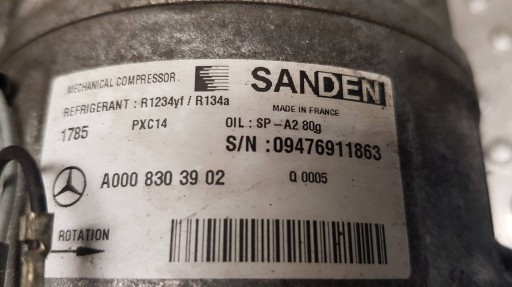 MECHANICAL COMPRESSOR SANDEN
REFRIGERANT : R1234yf / R134a MADE IN FRANCE
1785 PXC14 OIL : SP-A2 80g
S/N :09476911863
A000 830 39 02 Q 0005
ROTATION